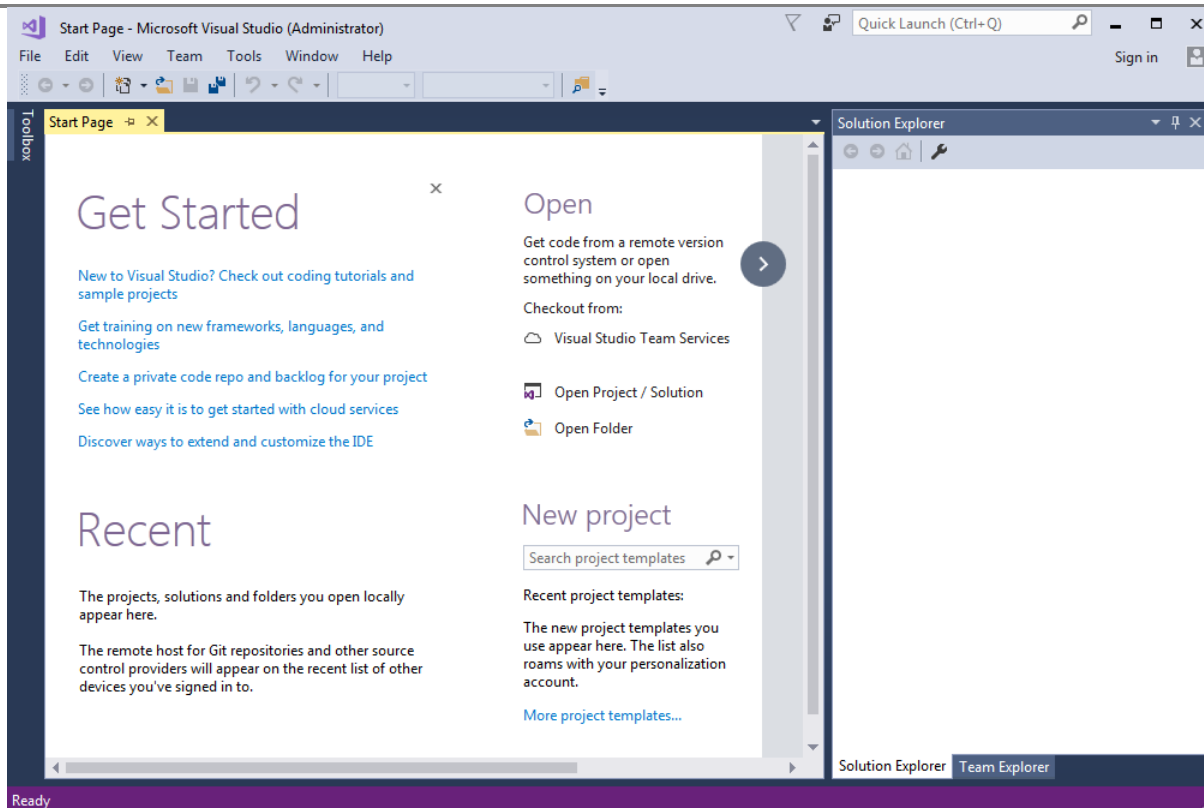 Start Page - Microsoft Visual Studio (Administrator)
Quick Launch (Ctrl+Q)
File Edit View Team Tools Window Help
Sign in
Toolbox
Start Page
Get Started
New to Visual Studio? Check out coding tutorials and
sample projects
Get training on new frameworks, languages, and
technologies
Create a private code repo and backlog for your project
See how easy it is to get started with cloud services
Discover ways to extend and customize the IDE
Recent
The projects, solutions and folders you open locally
appear here.
The remote host for Git repositories and other source
control providers will appear on the recent list of other
devices you've signed in to.
Open
Get code from a remote version
control system or open
something on your local drive.
Checkout from:
Visual Studio Team Services
Open Project / Solution
Open Folder
New project
Search project templates
Recent project templates:
The new project templates you
use appear here. The list also
roams with your personalization
account.
More project templates...
Solution Explorer
Solution Explorer Team Explorer
Ready